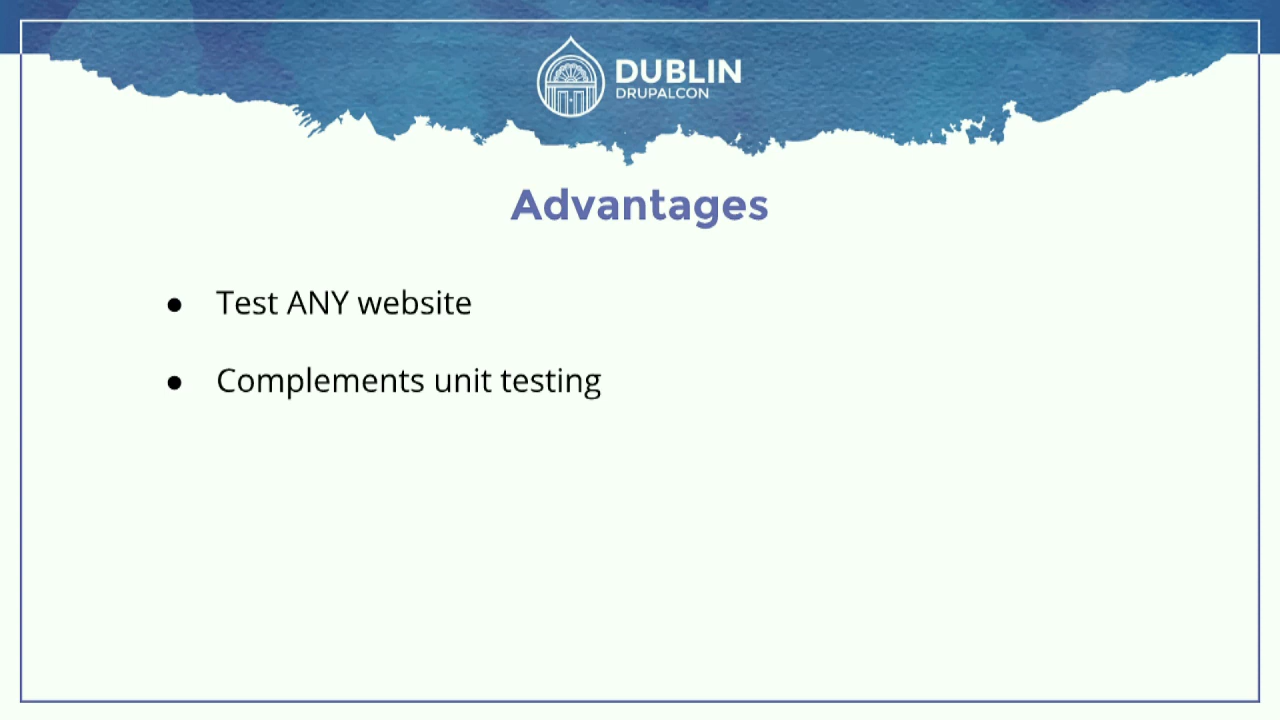 DUBLIN
DRUPALCON
Advantages
● Test ANY website
● Complements unit testing